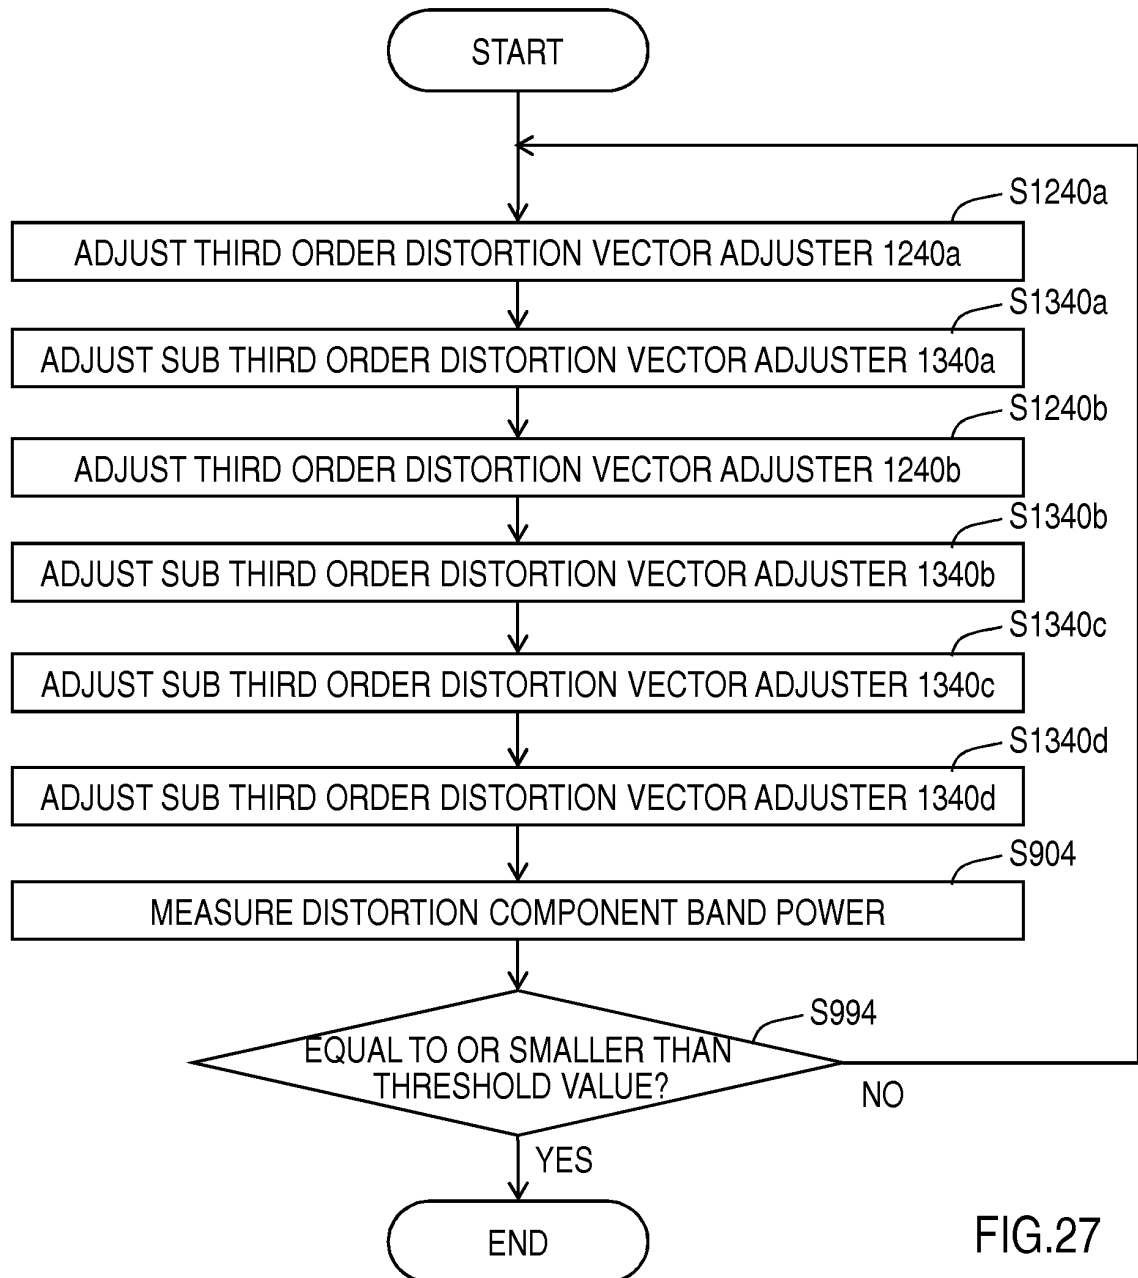 START
S1240a
ADJUST THIRD ORDER DISTORTION VECTOR ADJUSTER 1240a
S1340a
ADJUST SUB THIRD ORDER DISTORTION VECTOR ADJUSTER 1340a
S1240b
ADJUST THIRD ORDER DISTORTION VECTOR ADJUSTER 1240b
S1340b
ADJUST SUB THIRD ORDER DISTORTION VECTOR ADJUSTER 1340b
S1340c
ADJUST SUB THIRD ORDER DISTORTION VECTOR ADJUSTER 1340c
S1340d
ADJUST SUB THIRD ORDER DISTORTION VECTOR ADJUSTER 1340d
S904
MEASURE DISTORTION COMPONENT BAND POWER
S994
EQUAL TO OR SMALLER THAN
THRESHOLD VALUE?
NO
YES
END
FIG.27